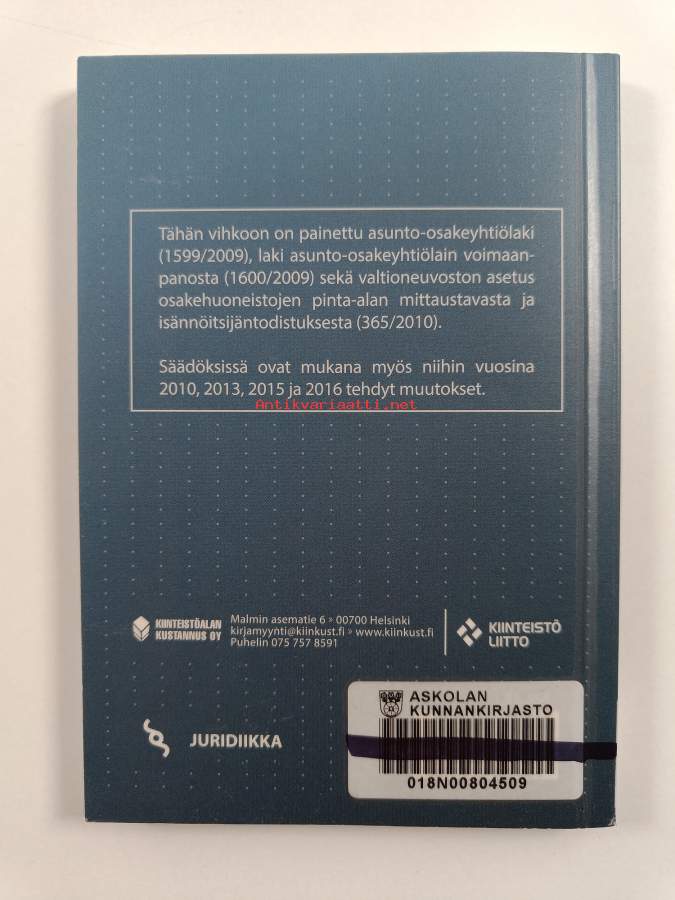 Tähän vihkoon on painettu asunto-osakeyhtiölaki
(1599/2009), laki asunto-osakeyhtiölain voimaan-
panosta (1600/2009) sekä valtioneuvoston asetus
osakehuoneistojen pinta-alan mittaustavasta ja
isännöitsijäntodistuksesta (365/2010).
Säädöksissä ovat mukana myös niihin vuosina
2010, 2013, 2015 ja 2016 tehdyt muutokset.
Antikvariaatti.net
KIINTEISTÖALAN
KUSTANNUS OY
Malmin asematie 6 » 00700 Helsinki
kirjamyynti@kiinkust.fi » www.kiinkust.fi
Puhelin 075 757 8591
KIINTEISTÖ
LIITTO
JURIDIIKKA
ASKOLAN
KUNNANKIRJASTO
018N00804509